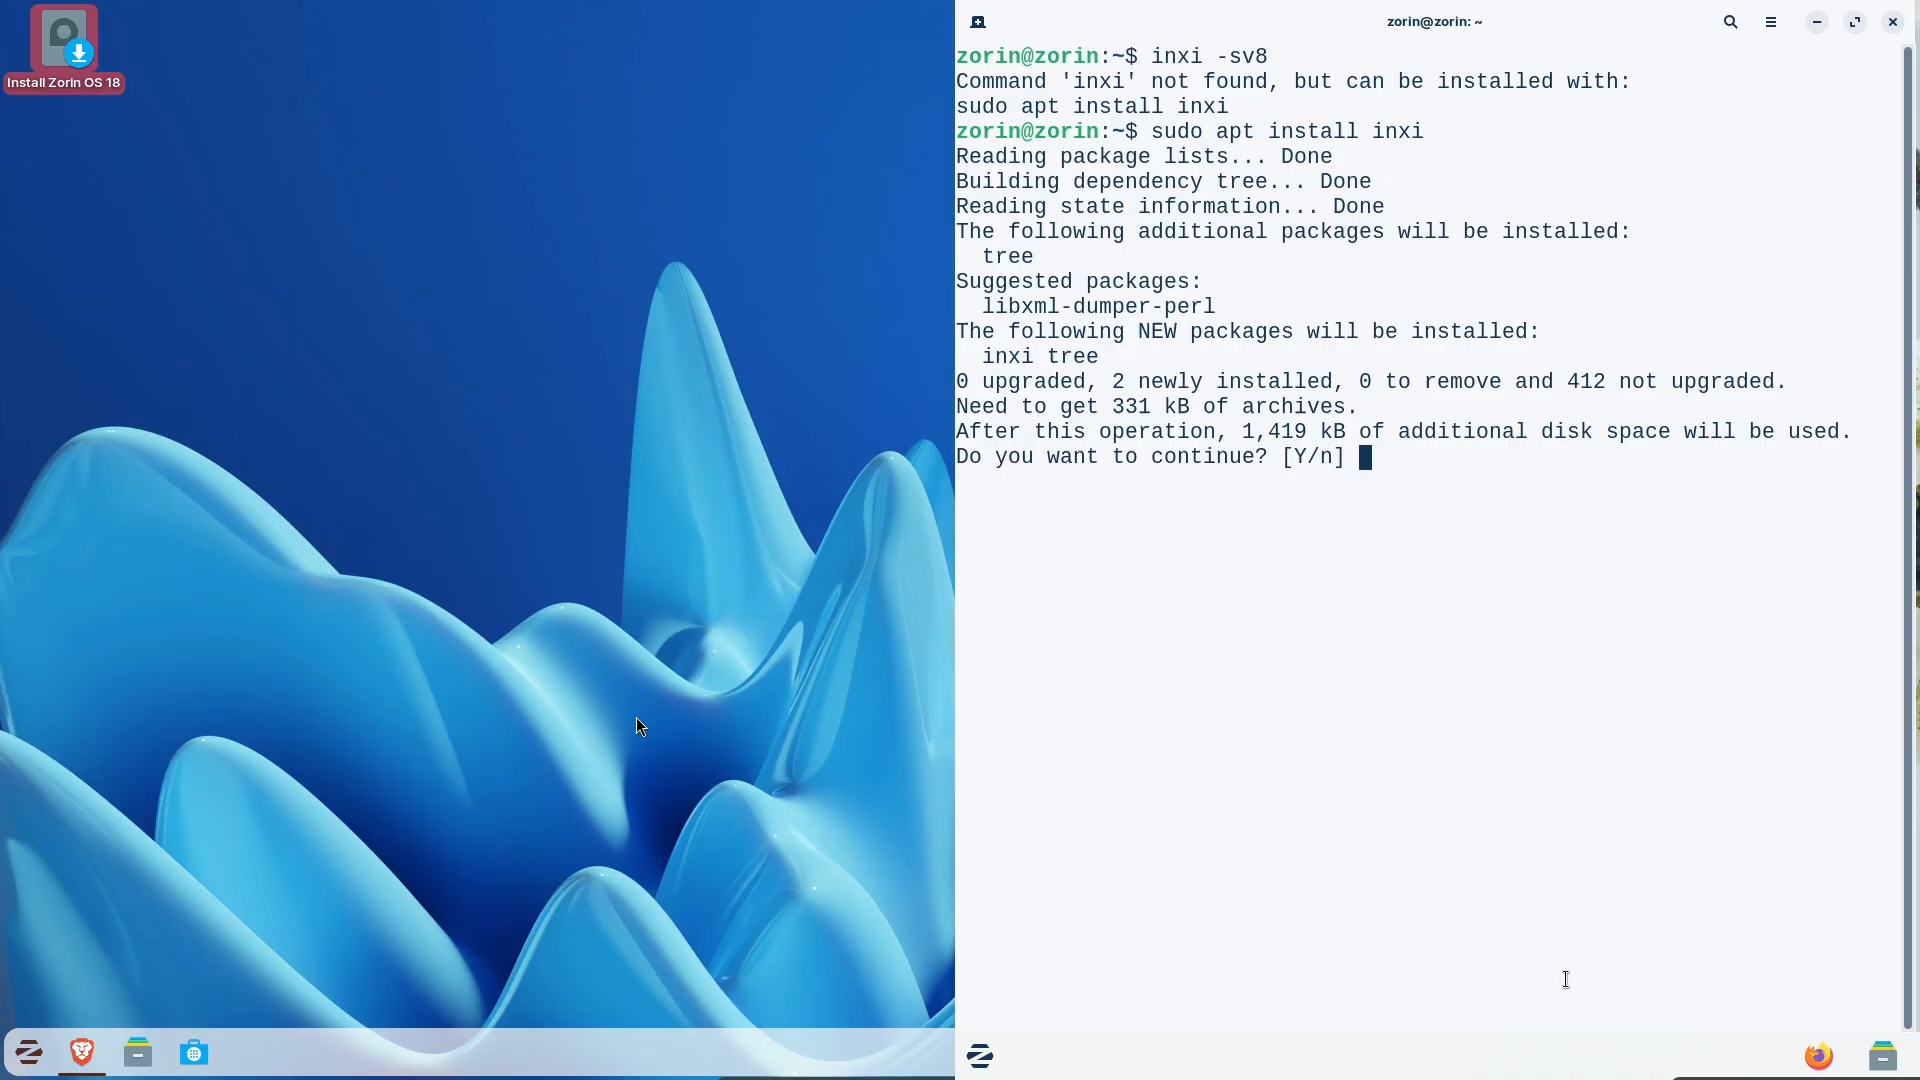 Install Zorin OS 18
zorin@zorin: ~
zorin@zorin:~$ inxi -sv8
Command 'inxi' not found, but can be installed with:
sudo apt install inxi
zorin@zorin:~$ sudo apt install inxi
Reading package lists... Done
Building dependency tree... Done
Reading state information... Done
The following additional packages will be installed:
  tree
Suggested packages:
  libxml-dumper-perl
The following NEW packages will be installed:
  inxi tree
0 upgraded, 2 newly installed, 0 to remove and 412 not upgraded.
Need to get 331 kB of archives.
After this operation, 1,419 kB of additional disk space will be used.
Do you want to continue? [Y/n]